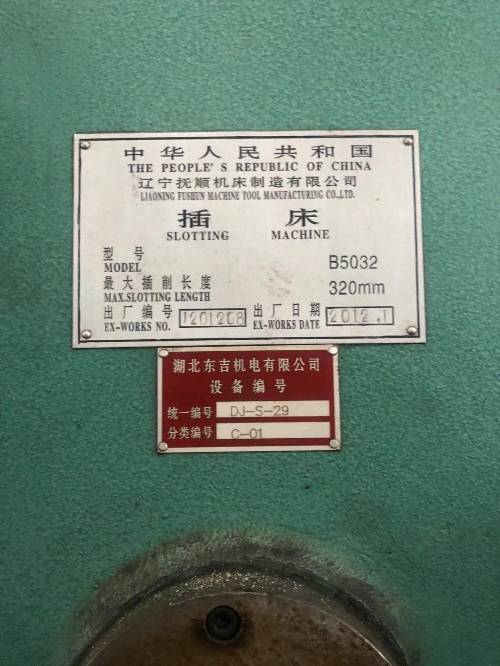 中华人民共和国
THE PEOPLE'S REPUBLIC OF CHINA
辽宁抚顺机床制造有限公司
LIAONING FUSHUN MACHINE TOOL MANUFACTURING CO.,LTD.
插 床
SLOTTING MACHINE
型号 B5032
MODEL
最大插削长度 320mm
MAX.SLOTTING LENGTH
出厂编号 1201208 出厂日期 2012.1
EX-WORKS NO. EX-WORKS DATE
湖北东吉机电有限公司
设备编号
统一编号 DJ-S-29
分类编号 C-01